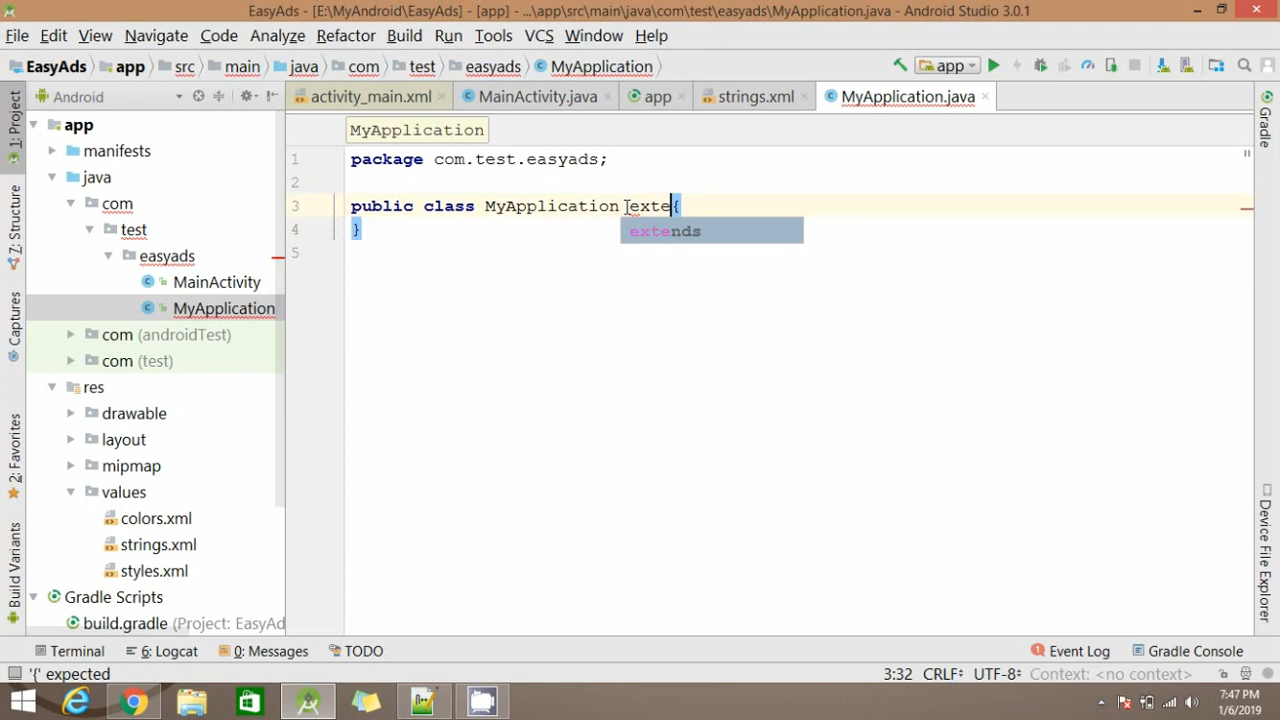 EasyAds - [E:\MyAndroid\EasyAds] - [app] - ...\app\src\main\java\com\test\easyads\MyApplication.java - Android Studio 3.0.1
File Edit View Navigate Code Analyze Refactor Build Run Tools VCS Window Help
EasyAds app src main java com test easyads MyApplication app
Android activity_main.xml MainActivity.java app strings.xml MyApplication.java
1: Project
7: Structure
Captures
2: Favorites
Build Variants
app
manifests
java
com
test
easyads
MainActivity
MyApplication
com (androidTest)
com (test)
res
drawable
layout
mipmap
values
colors.xml
strings.xml
styles.xml
Gradle Scripts
build.gradle (Project: EasyAd
MyApplication
1 package com.test.easyads;
2
3 public class MyApplication exte{
extends
4 }
5
Gradle
Device File Explorer
Terminal 6: Logcat 0: Messages TODO Event Log Gradle Console
'{' expected 3:32 CRLF UTF-8 Context: <no context>
7:47 PM
1/6/2019